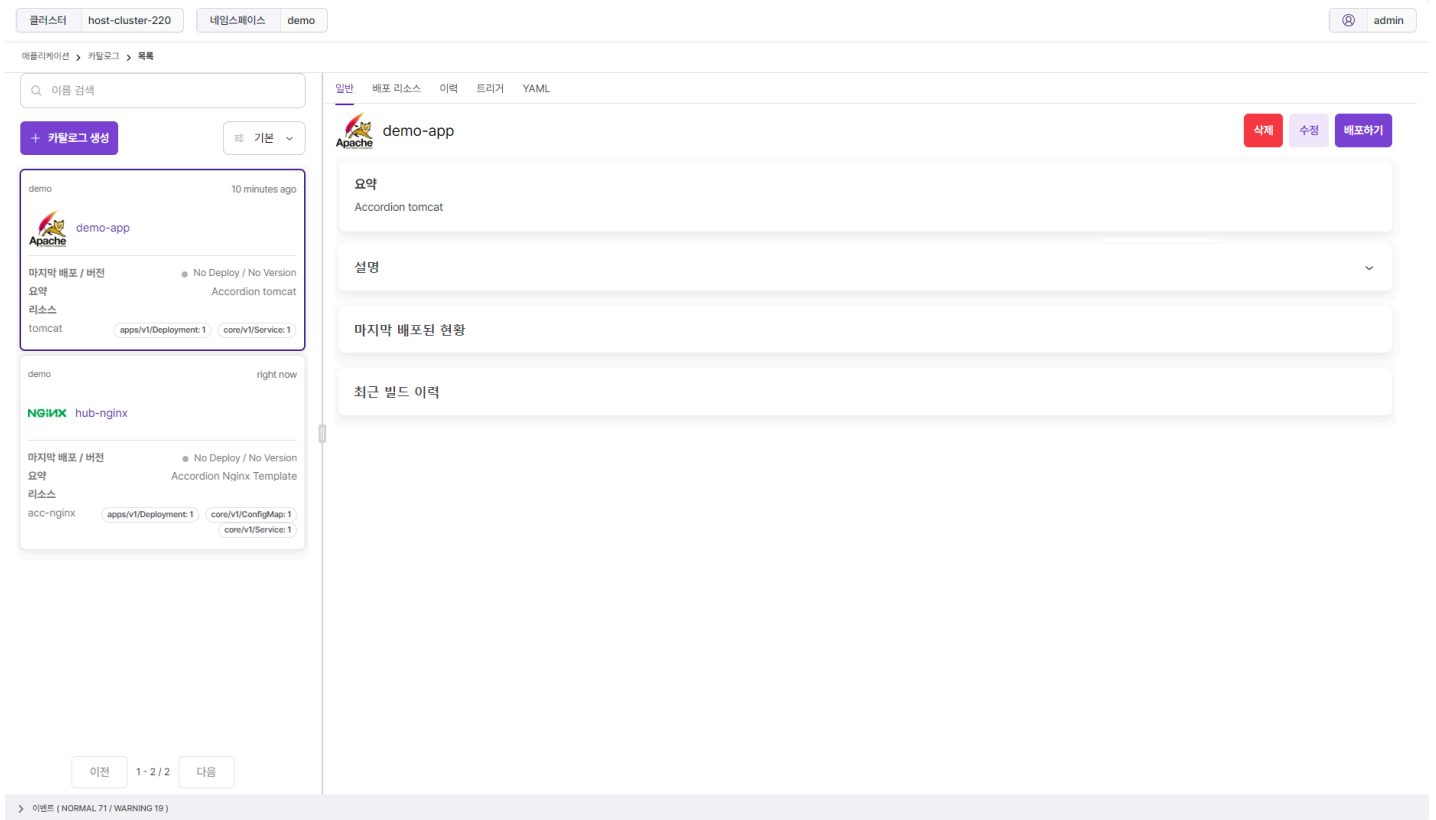 클러스터 host-cluster-220 네임스페이스 demo admin
애플리케이션 > 카탈로그 > 목록
이름 검색
+ 카탈로그 생성 기본
demo 10 minutes ago
Apache demo-app
마지막 배포 / 버전 No Deploy / No Version
요약 Accordion tomcat
리소스
tomcat apps/v1/Deployment: 1 core/v1/Service: 1
demo right now
NGINX hub-nginx
마지막 배포 / 버전 No Deploy / No Version
요약 Accordion Nginx Template
리소스
acc-nginx apps/v1/Deployment: 1 core/v1/ConfigMap: 1
core/v1/Service: 1
이전 1 - 2 / 2 다음
일반 배포 리소스 이력 트리거 YAML
Apache demo-app 삭제 수정 배포하기
요약
Accordion tomcat
설명
마지막 배포된 현황
최근 빌드 이력
> 이벤트 ( NORMAL 71 / WARNING 19 )